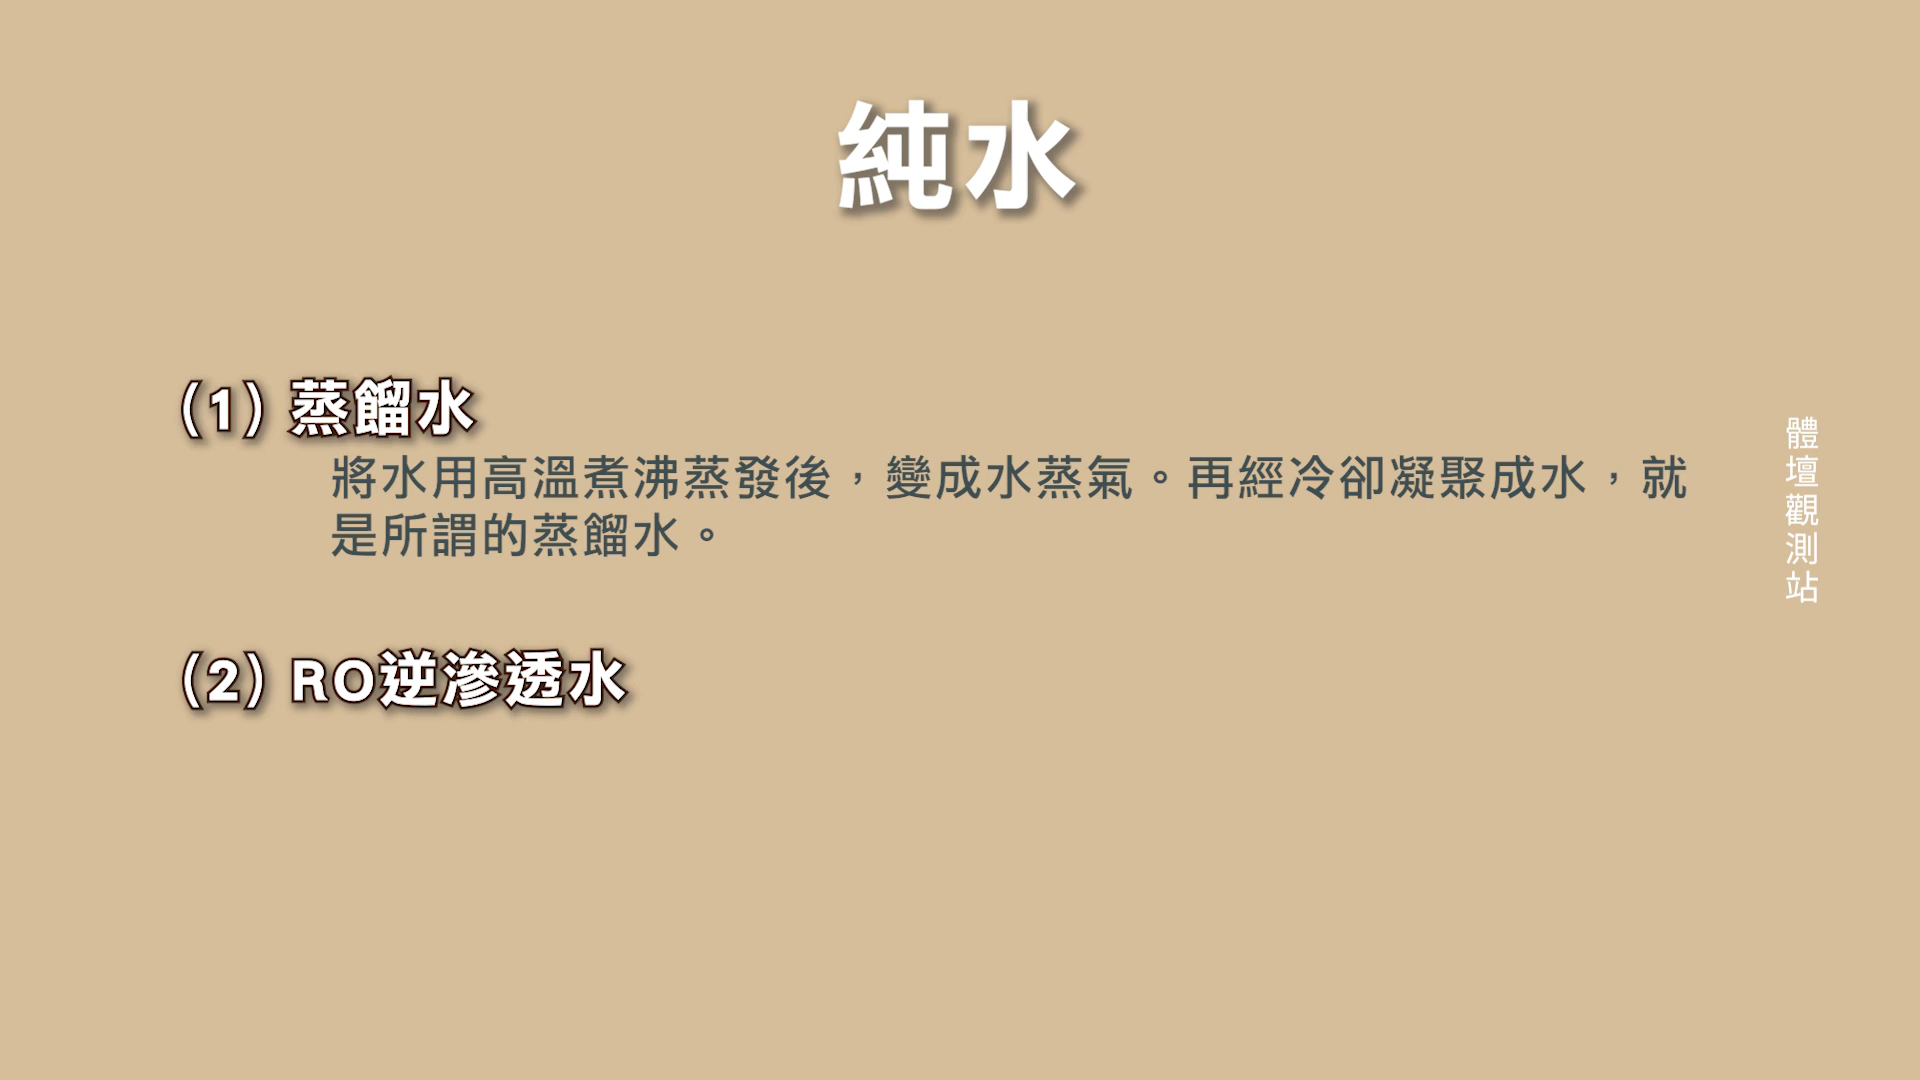 純水
(1) 蒸餾水
將水用高溫煮沸蒸發後，變成水蒸氣。再經冷卻凝聚成水，就
是所謂的蒸餾水。
(2) RO逆滲透水
體壇觀測站